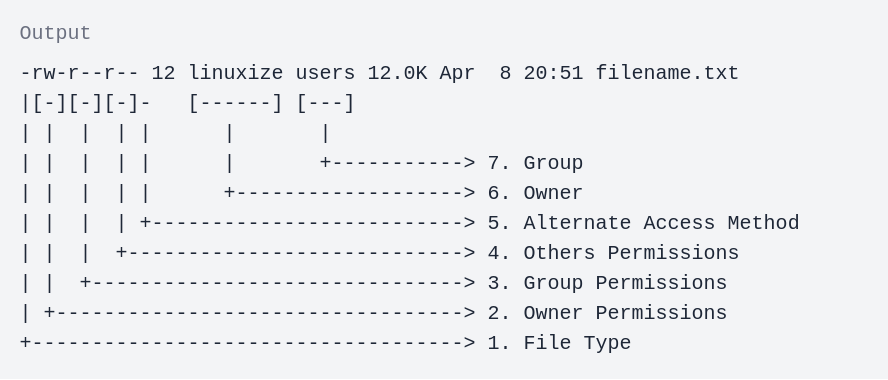 Output
-rw-r--r-- 12 linuxize users 12.0K Apr  8 20:51 filename.txt
|[-][-][-]-   [------] [---]
| |  |  | |      |       |
| |  |  | |      |       +-----------> 7. Group
| |  |  | |      +-------------------> 6. Owner
| |  |  | +--------------------------> 5. Alternate Access Method
| |  |  +----------------------------> 4. Others Permissions
| |  +-------------------------------> 3. Group Permissions
| +----------------------------------> 2. Owner Permissions
+------------------------------------> 1. File Type